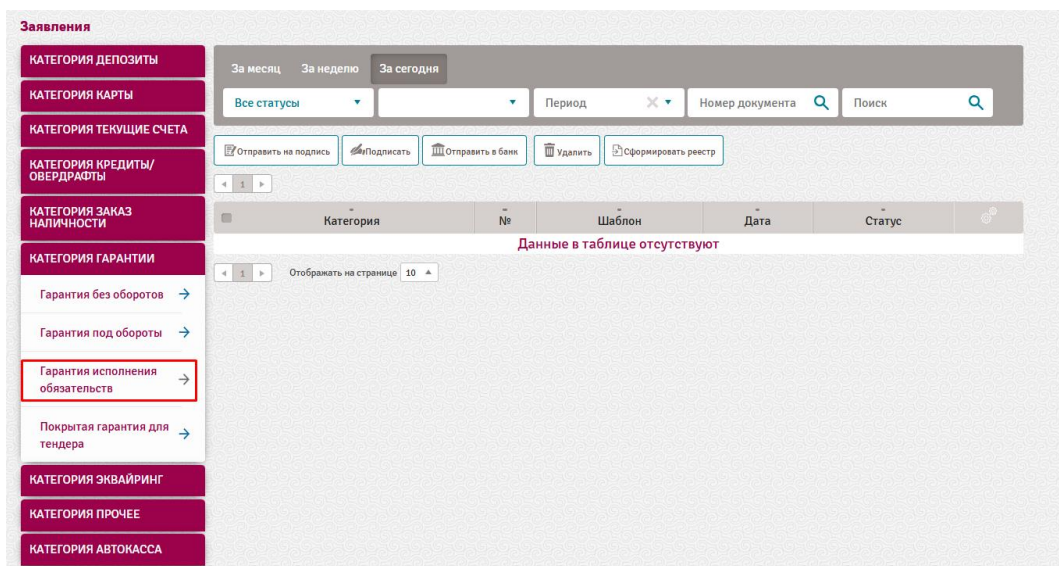 Заявления
КАТЕГОРИЯ ДЕПОЗИТЫ
КАТЕГОРИЯ КАРТЫ
КАТЕГОРИЯ ТЕКУЩИЕ СЧЕТА
КАТЕГОРИЯ КРЕДИТЫ/
ОВЕРДРАФТЫ
КАТЕГОРИЯ ЗАКАЗ
НАЛИЧНОСТИ
КАТЕГОРИЯ ГАРАНТИИ
Гарантия без оборотов
Гарантия под обороты
Гарантия исполнения
обязательств
Покрытая гарантия для
тендера
КАТЕГОРИЯ ЭКВАЙРИНГ
КАТЕГОРИЯ ПРОЧЕЕ
КАТЕГОРИЯ АВТОКАССА
За месяц За неделю За сегодня
Все статусы Период Номер документа Поиск
Отправить на подпись Подписать Отправить в банк Удалить Сформировать реестр
1
Категория № Шаблон Дата Статус
Данные в таблице отсутствуют
1 Отображать на странице 10